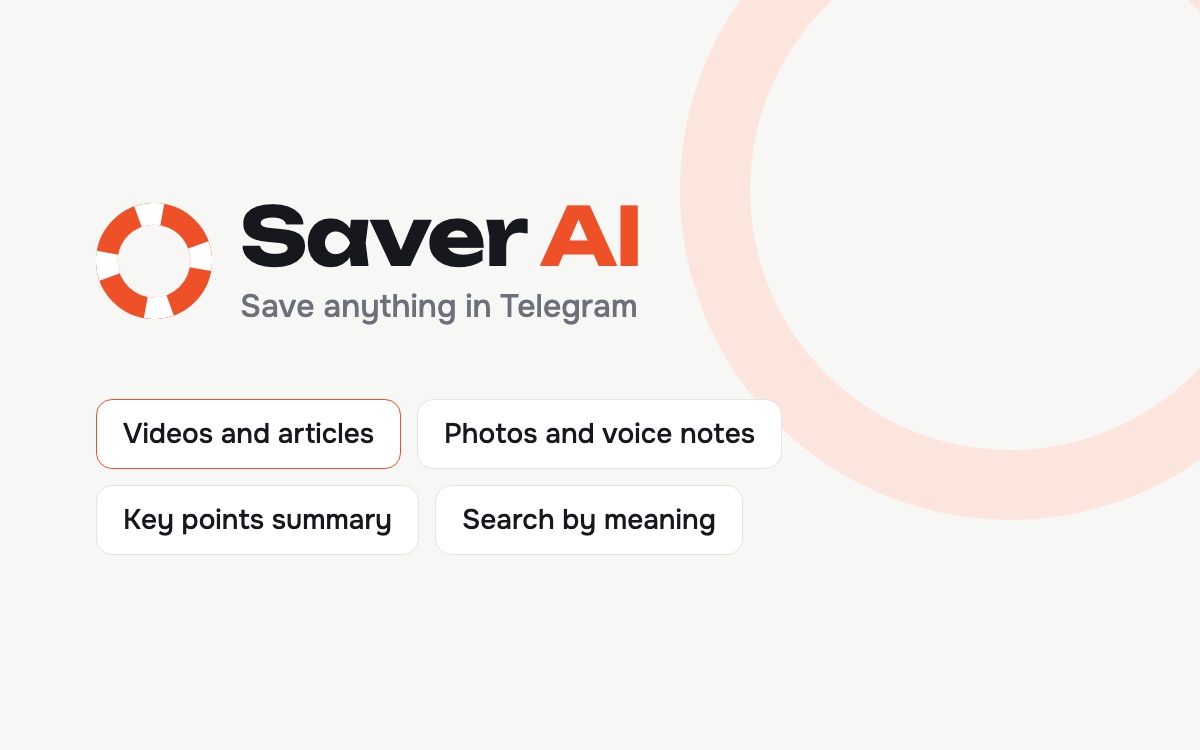 Saver AI
Save anything in Telegram
Videos and articles
Photos and voice notes
Key points summary
Search by meaning